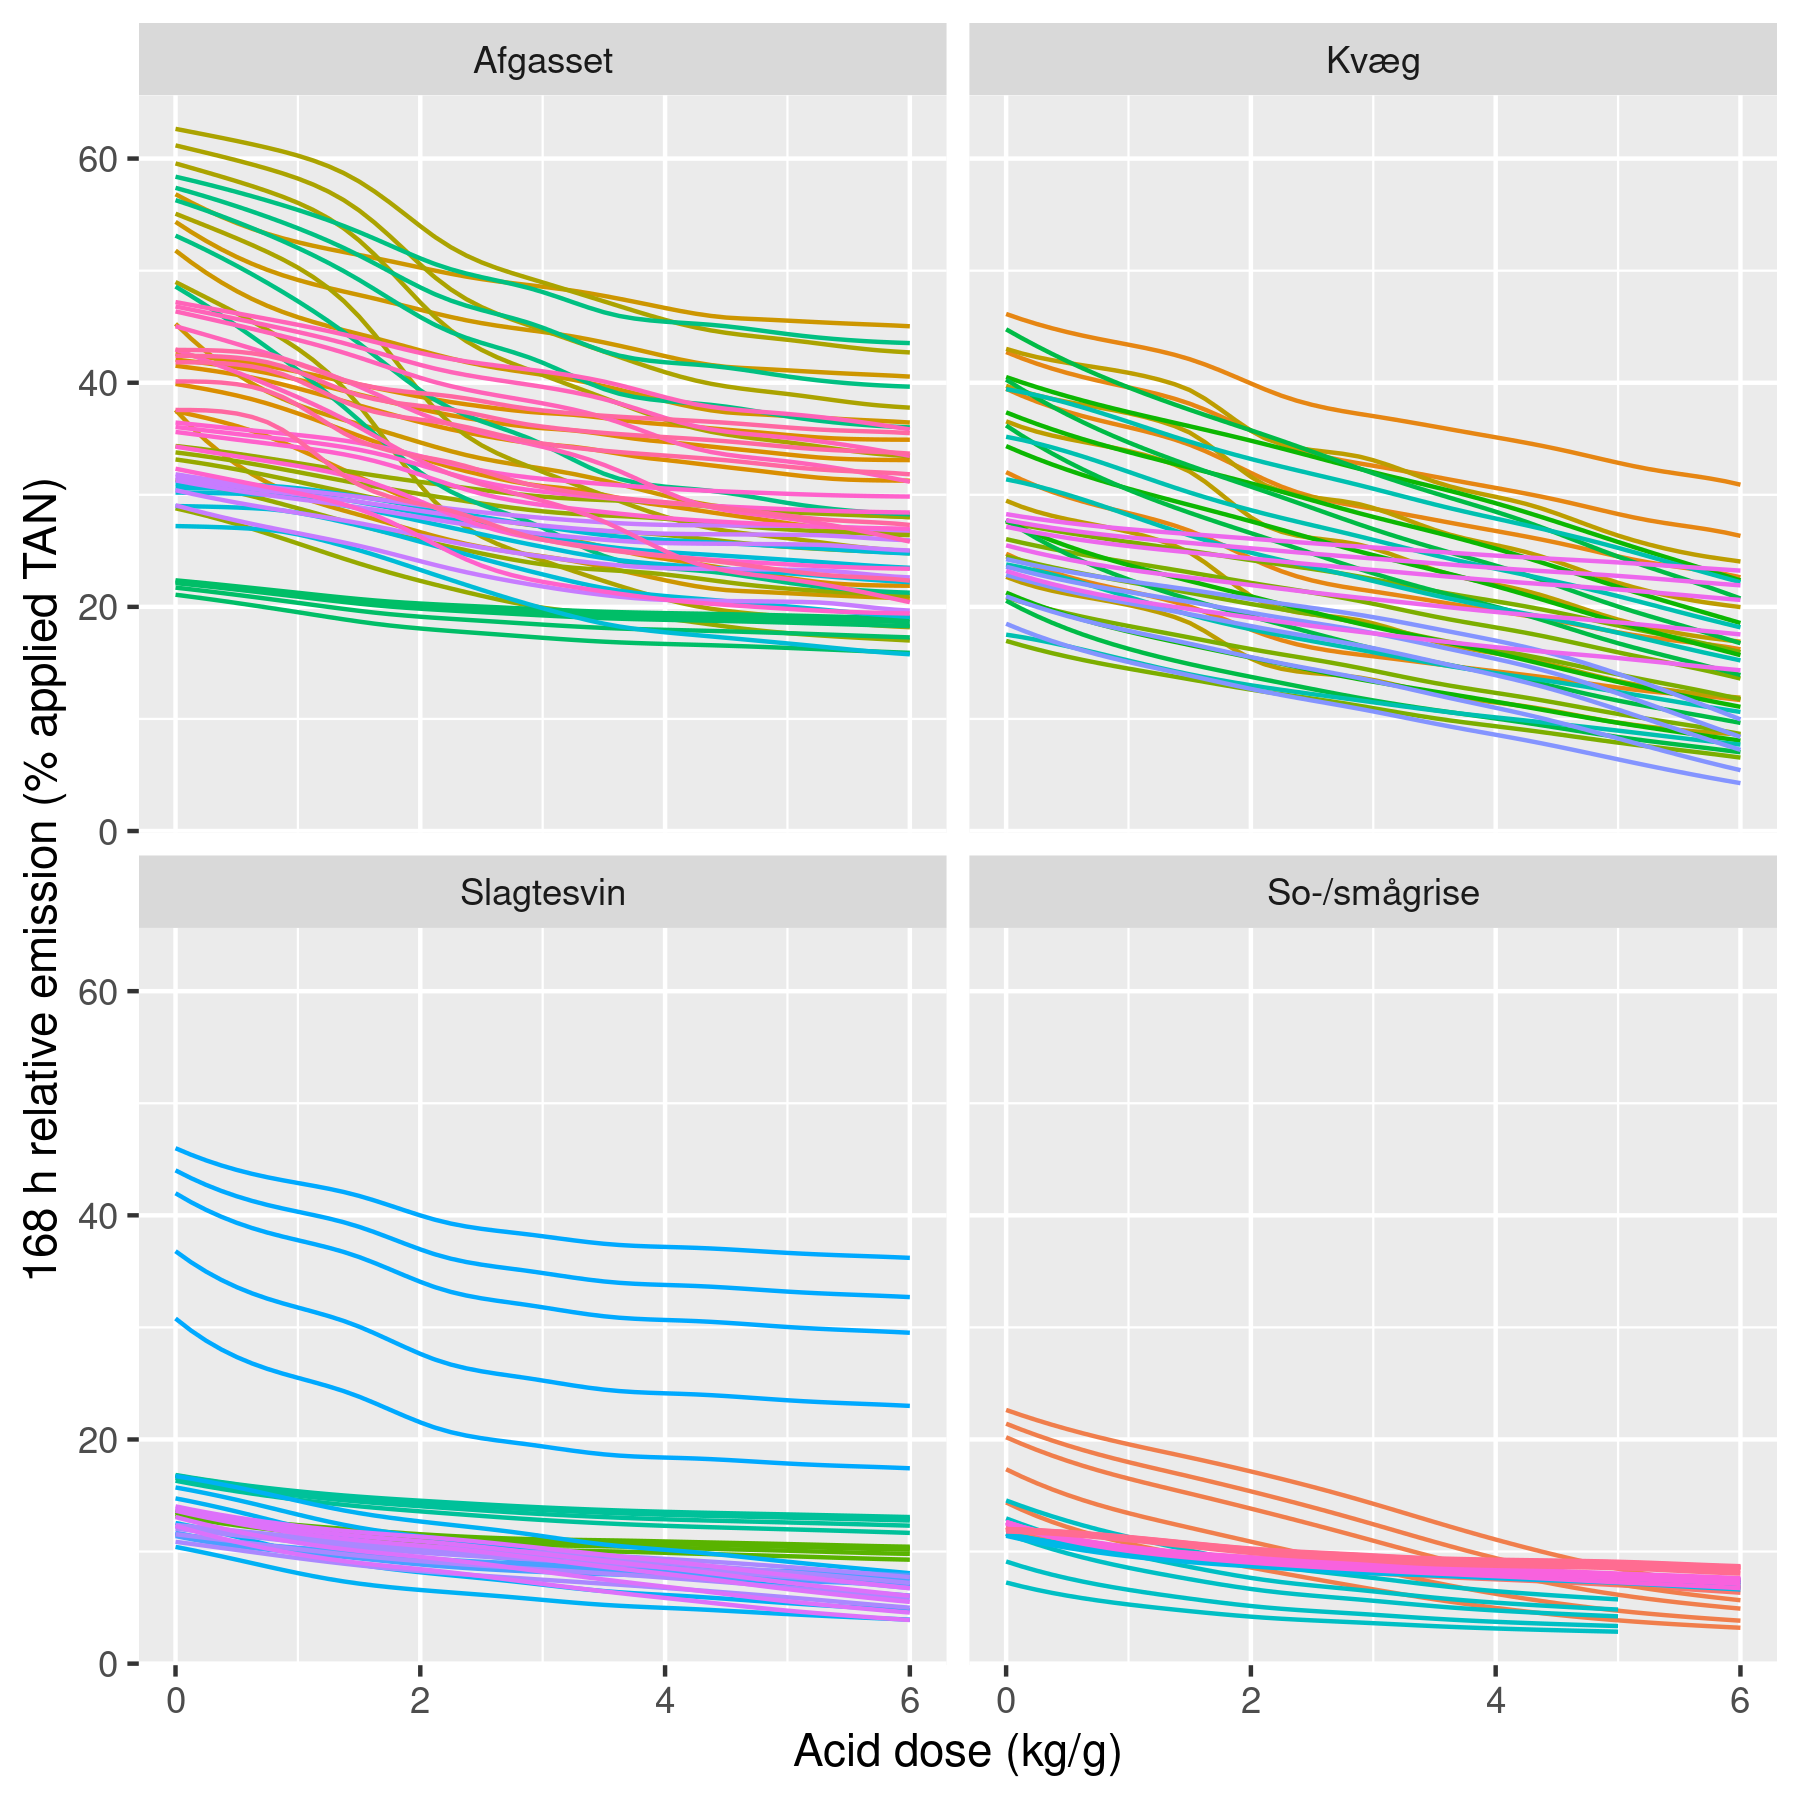 Afgasset
Kvæg
60
40
20
0
Slagtesvin
So-/smågrise
60
40
20
0
0 2 4 6
0 2 4 6
Acid dose (kg/g)
168 h relative emission (% applied TAN)